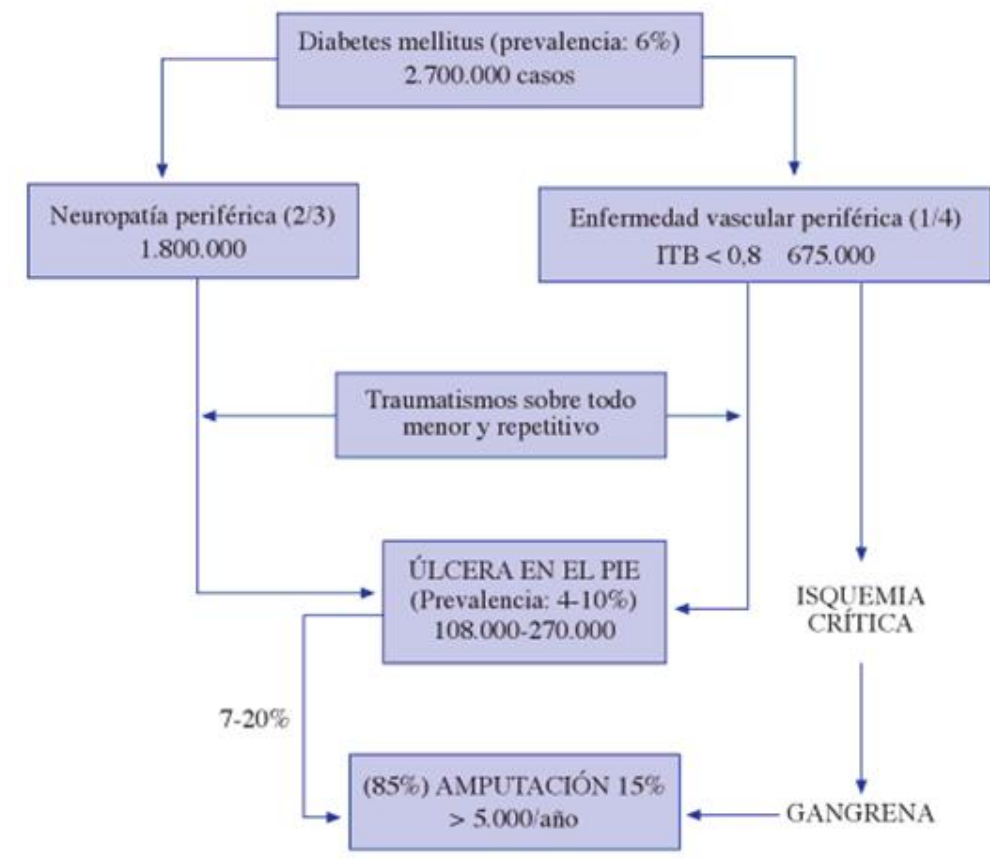 Diabetes mellitus (prevalencia: 6%)
2.700.000 casos
Neuropatía periférica (2/3)
1.800.000
Enfermedad vascular periférica (1/4)
ITB < 0,8 675.000
Traumatismos sobre todo
menor y repetitivo
ÚLCERA EN EL PIE
(Prevalencia: 4-10%)
108.000-270.000
ISQUEMIA
CRÍTICA
7-20%
(85%) AMPUTACIÓN 15%
> 5.000/año
GANGRENA